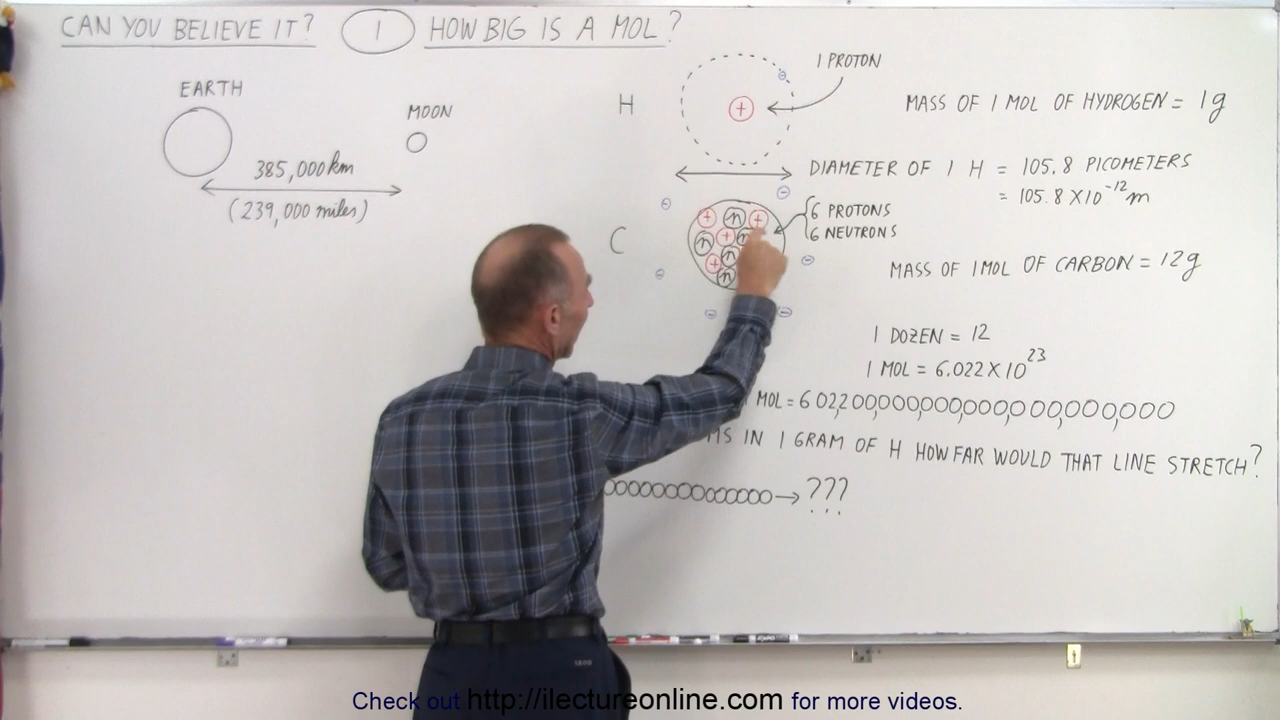 CAN YOU BELIEVE IT? 1 HOW BIG IS A MOL?
EARTH
MOON
385,000km
(239,000 miles)
H
+
-
1 PROTON
MASS OF 1 MOL OF HYDROGEN = 1g
DIAMETER OF 1 H = 105.8 PICOMETERS
= 105.8 X 10⁻¹² m
C
+ n +
n + n
+ n
n
6 PROTONS
6 NEUTRONS
MASS OF 1 MOL OF CARBON = 12g
1 DOZEN = 12
1 MOL = 6.022 X 10²³
MOL = 602,200,000,000,000,000,000,000
IN 1 GRAM OF H HOW FAR WOULD THAT LINE STRETCH?
???
IZOD
EXPO
Check out http://ilectureonline.com for more videos.